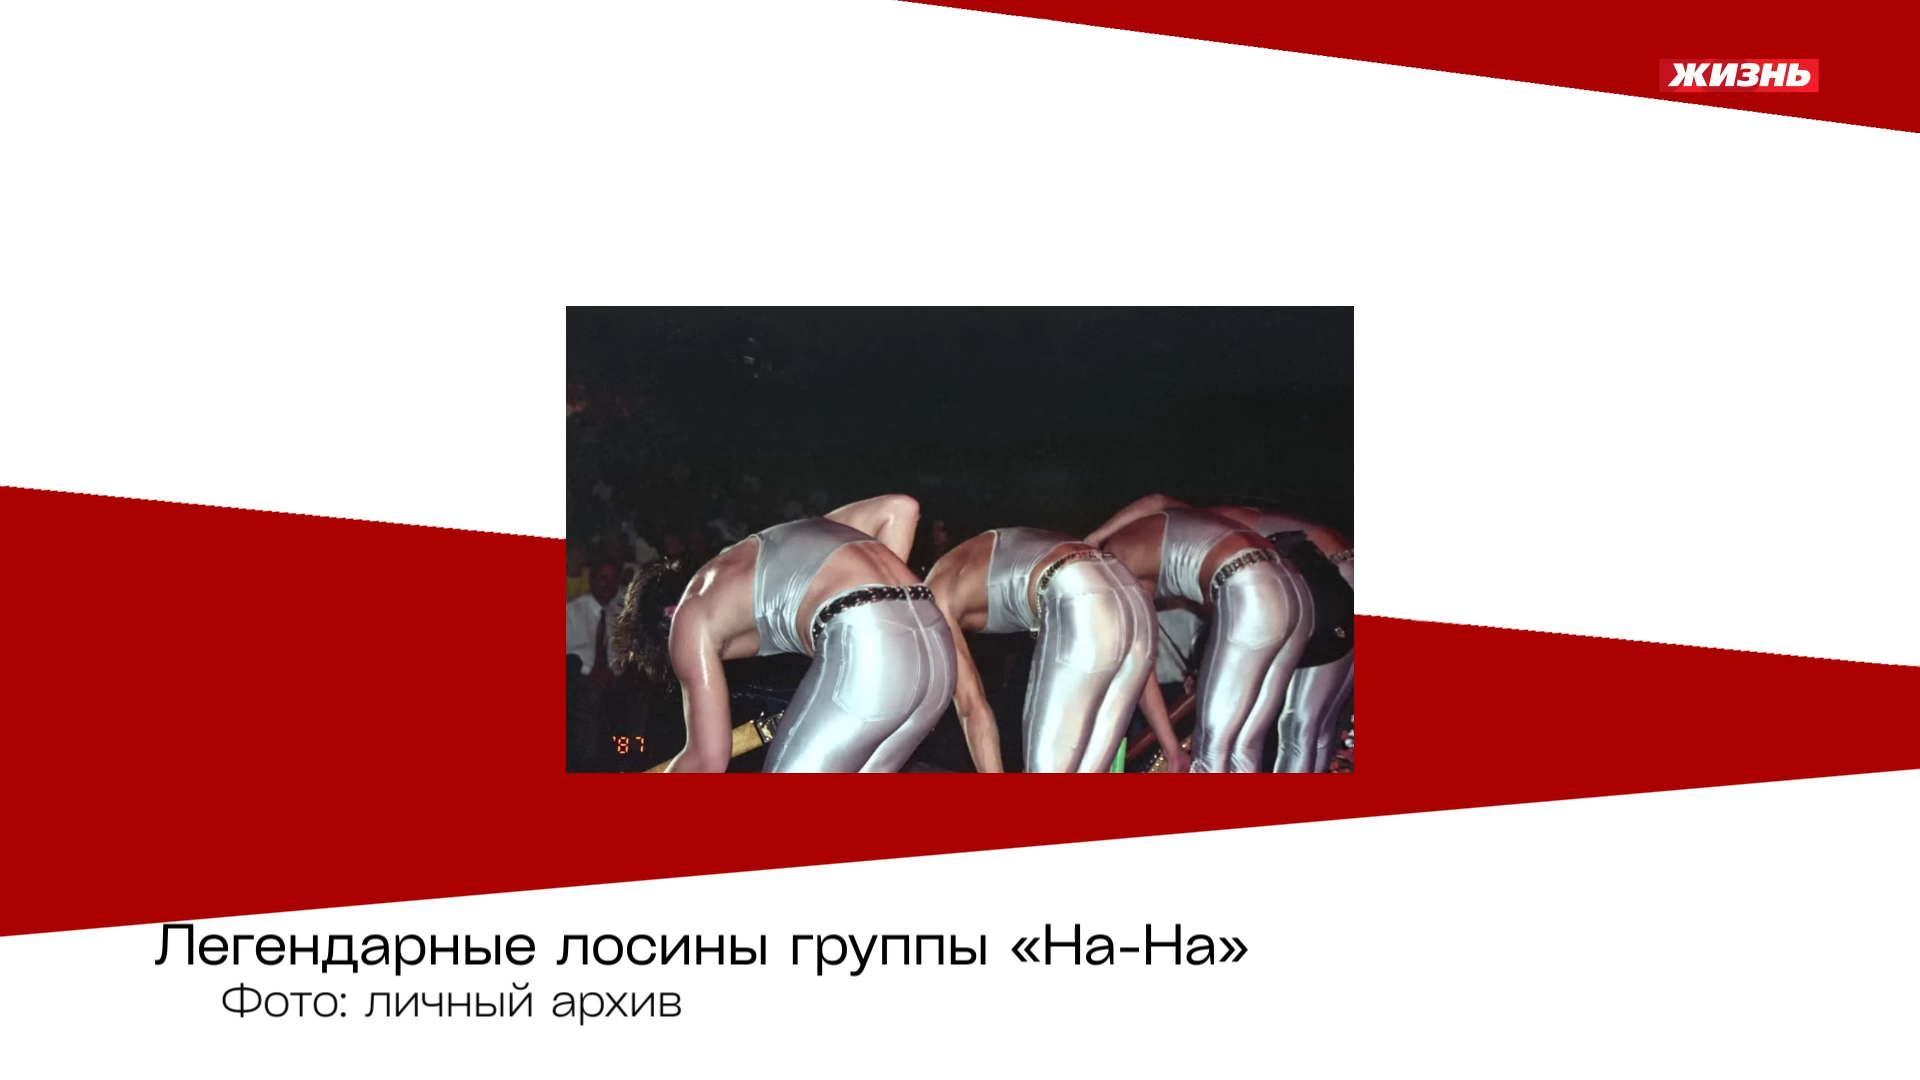 ЖИЗНЬ
'87
Легендарные лосины группы «На-На»
Фото: личный архив